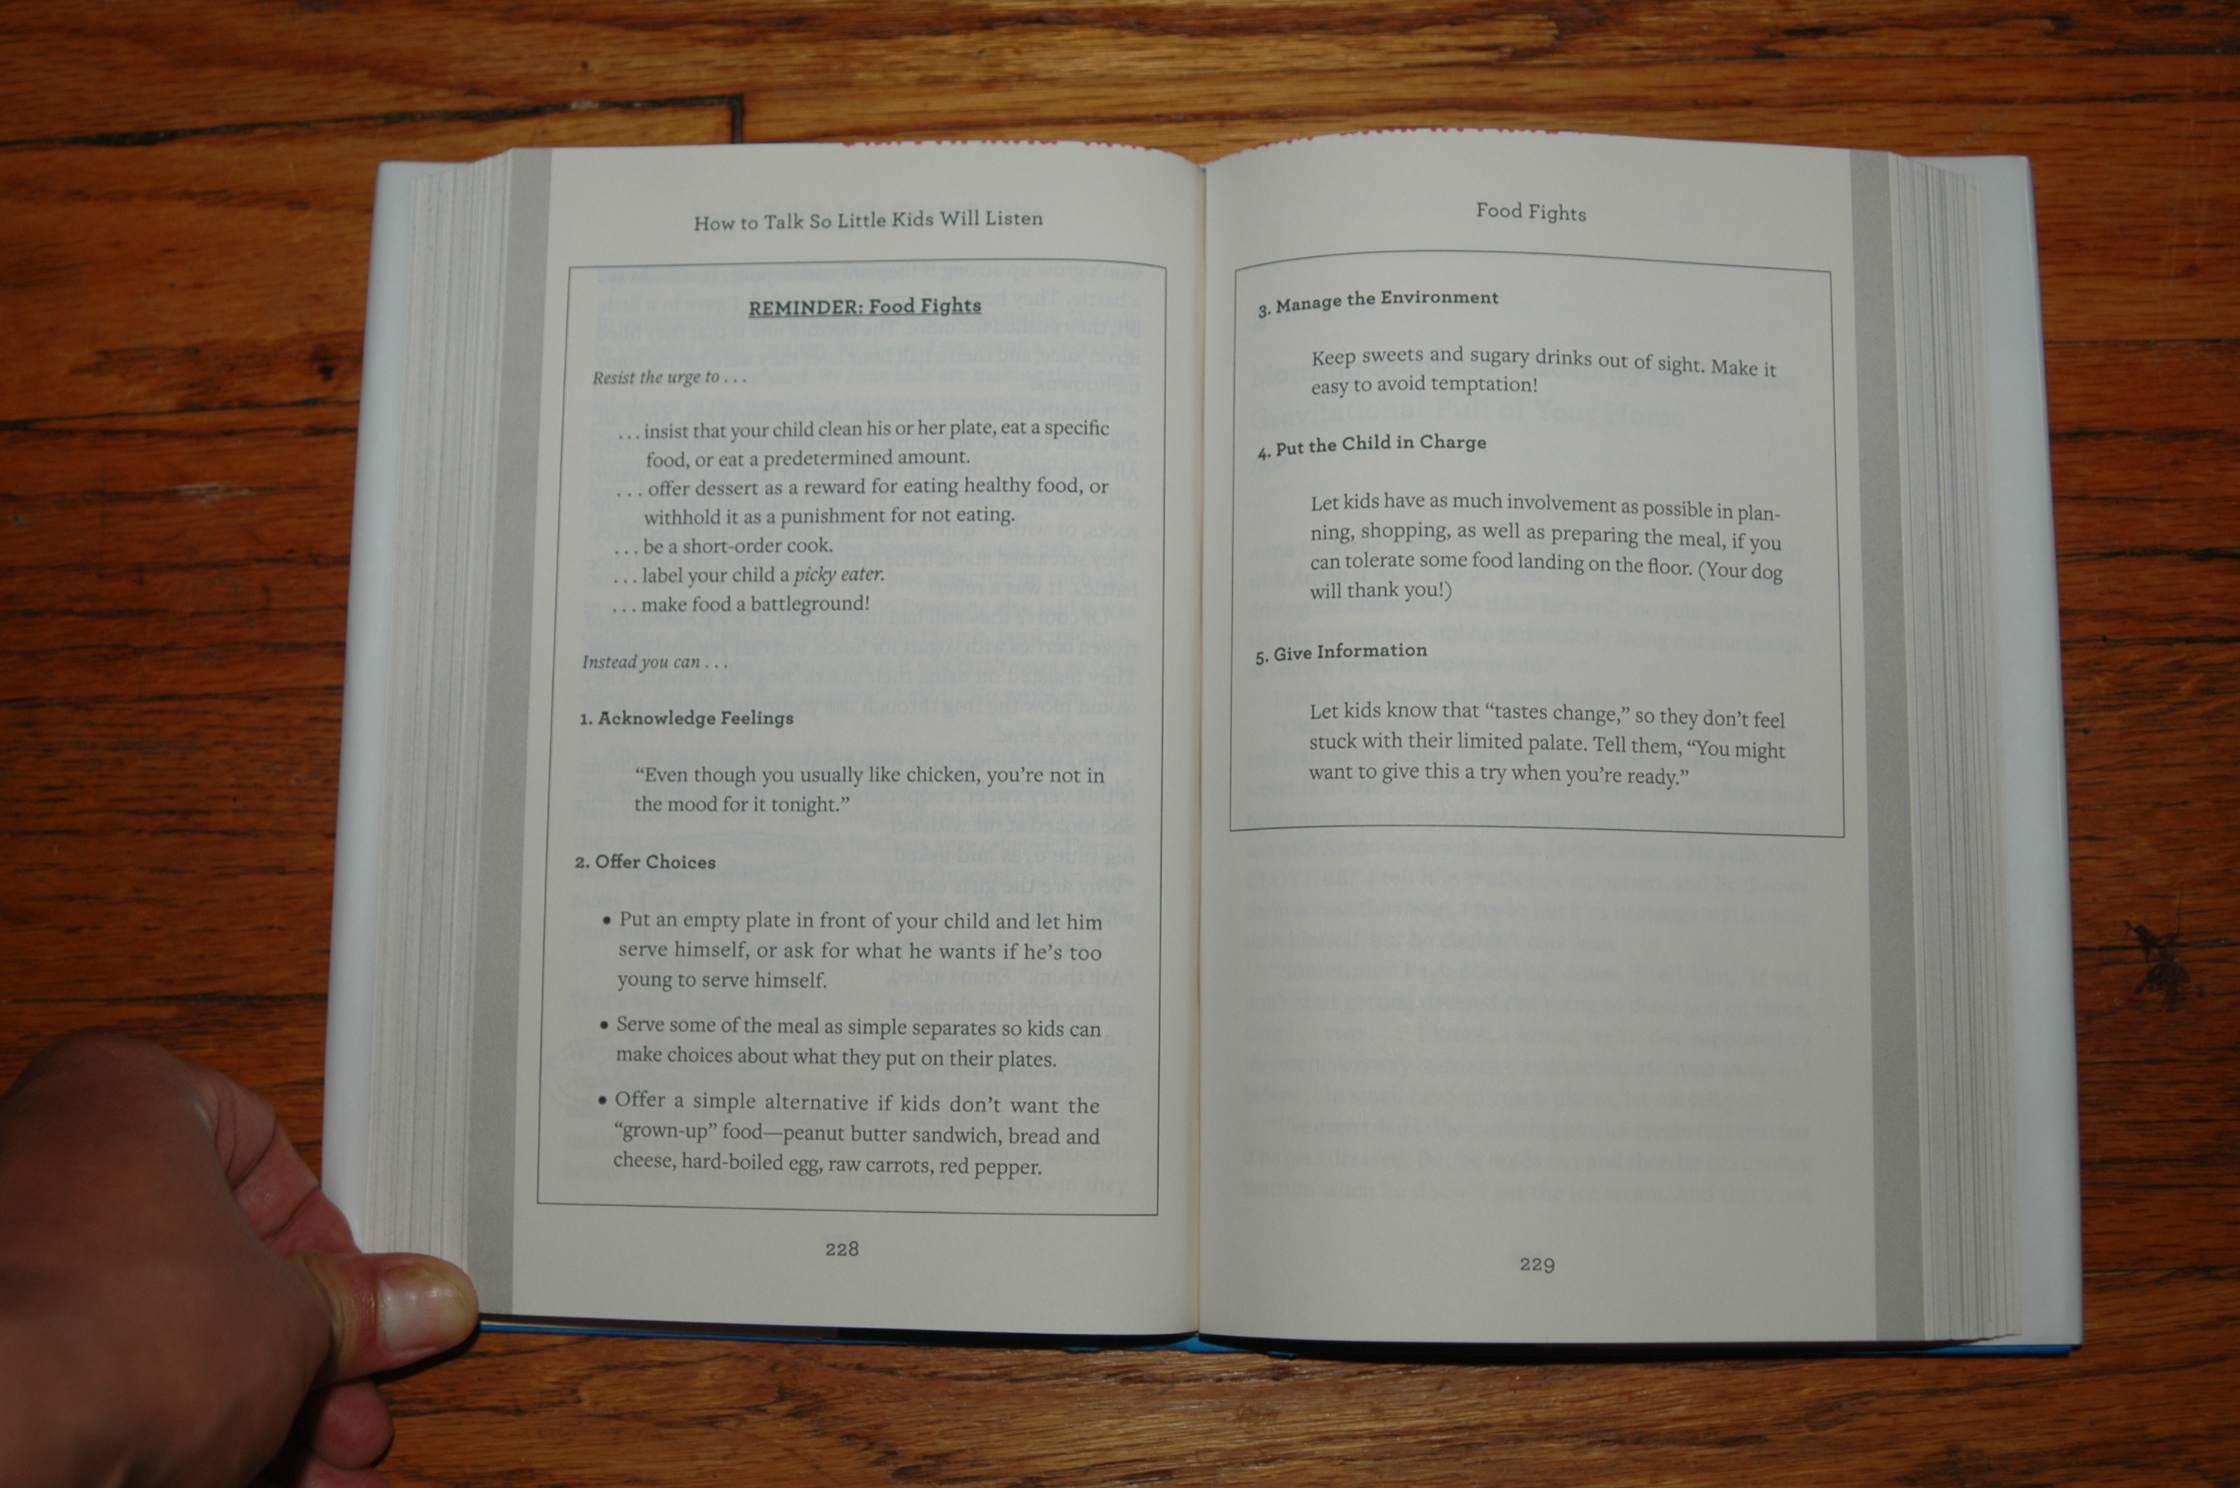 How to Talk So Little Kids Will Listen
REMINDER: Food Fights
Resist the urge to . . .
. . . insist that your child clean his or her plate, eat a specific
food, or eat a predetermined amount.
. . . offer dessert as a reward for eating healthy food, or
withhold it as a punishment for not eating.
. . . be a short-order cook.
. . . label your child a picky eater.
. . . make food a battleground!
Instead you can . . .
1. Acknowledge Feelings
“Even though you usually like chicken, you’re not in
the mood for it tonight.”
2. Offer Choices
• Put an empty plate in front of your child and let him
serve himself, or ask for what he wants if he’s too
young to serve himself.
• Serve some of the meal as simple separates so kids can
make choices about what they put on their plates.
• Offer a simple alternative if kids don’t want the
“grown-up” food—peanut butter sandwich, bread and
cheese, hard-boiled egg, raw carrots, red pepper.
228
Food Fights
3. Manage the Environment
Keep sweets and sugary drinks out of sight. Make it
easy to avoid temptation!
4. Put the Child in Charge
Let kids have as much involvement as possible in plan-
ning, shopping, as well as preparing the meal, if you
can tolerate some food landing on the floor. (Your dog
will thank you!)
5. Give Information
Let kids know that “tastes change,” so they don’t feel
stuck with their limited palate. Tell them, “You might
want to give this a try when you’re ready.”
229